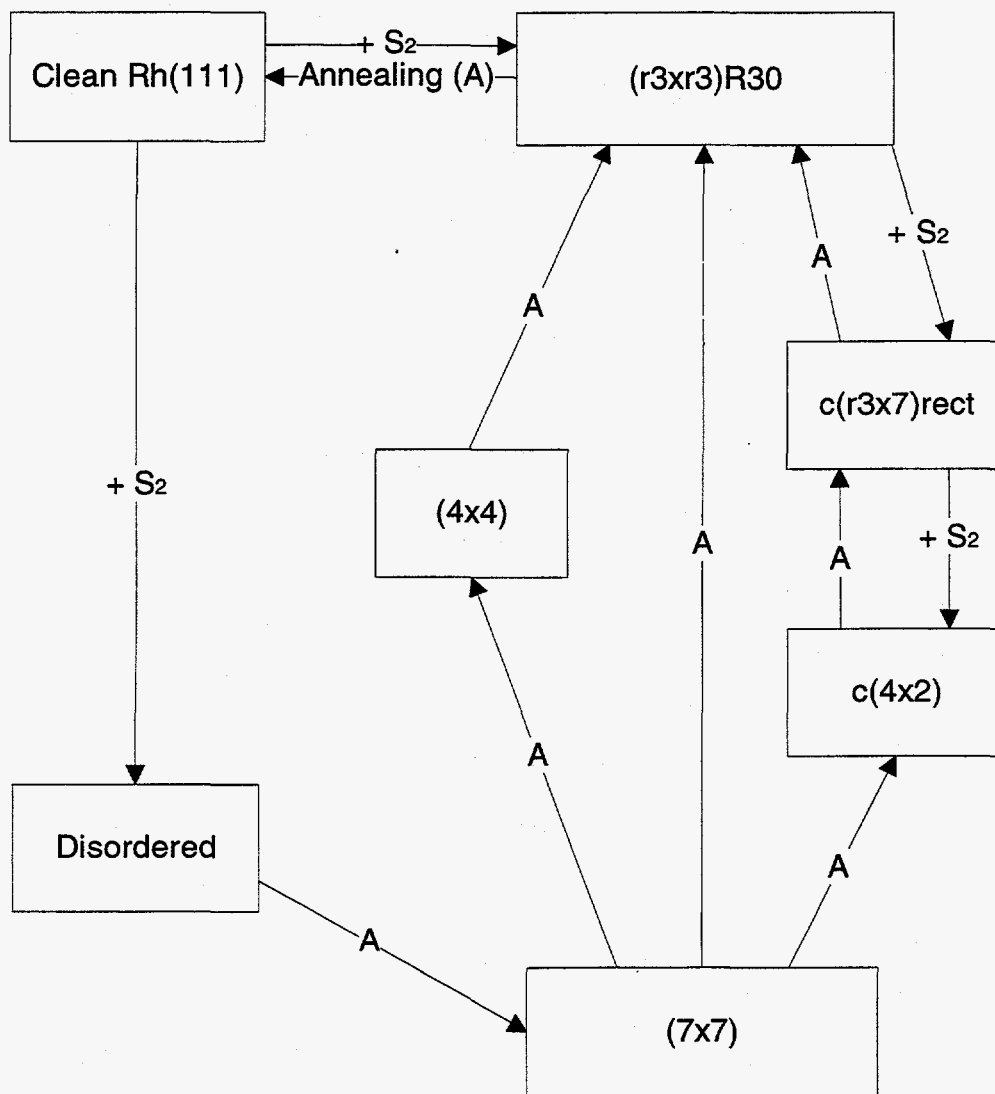 Clean Rh(111)
+ S₂
Annealing (A)
(r3xr3)R30
+ S₂
A
A
c(r3x7)rect
+ S₂
(4x4)
A
A
+ S₂
c(4x2)
A
A
Disordered
A
(7x7)